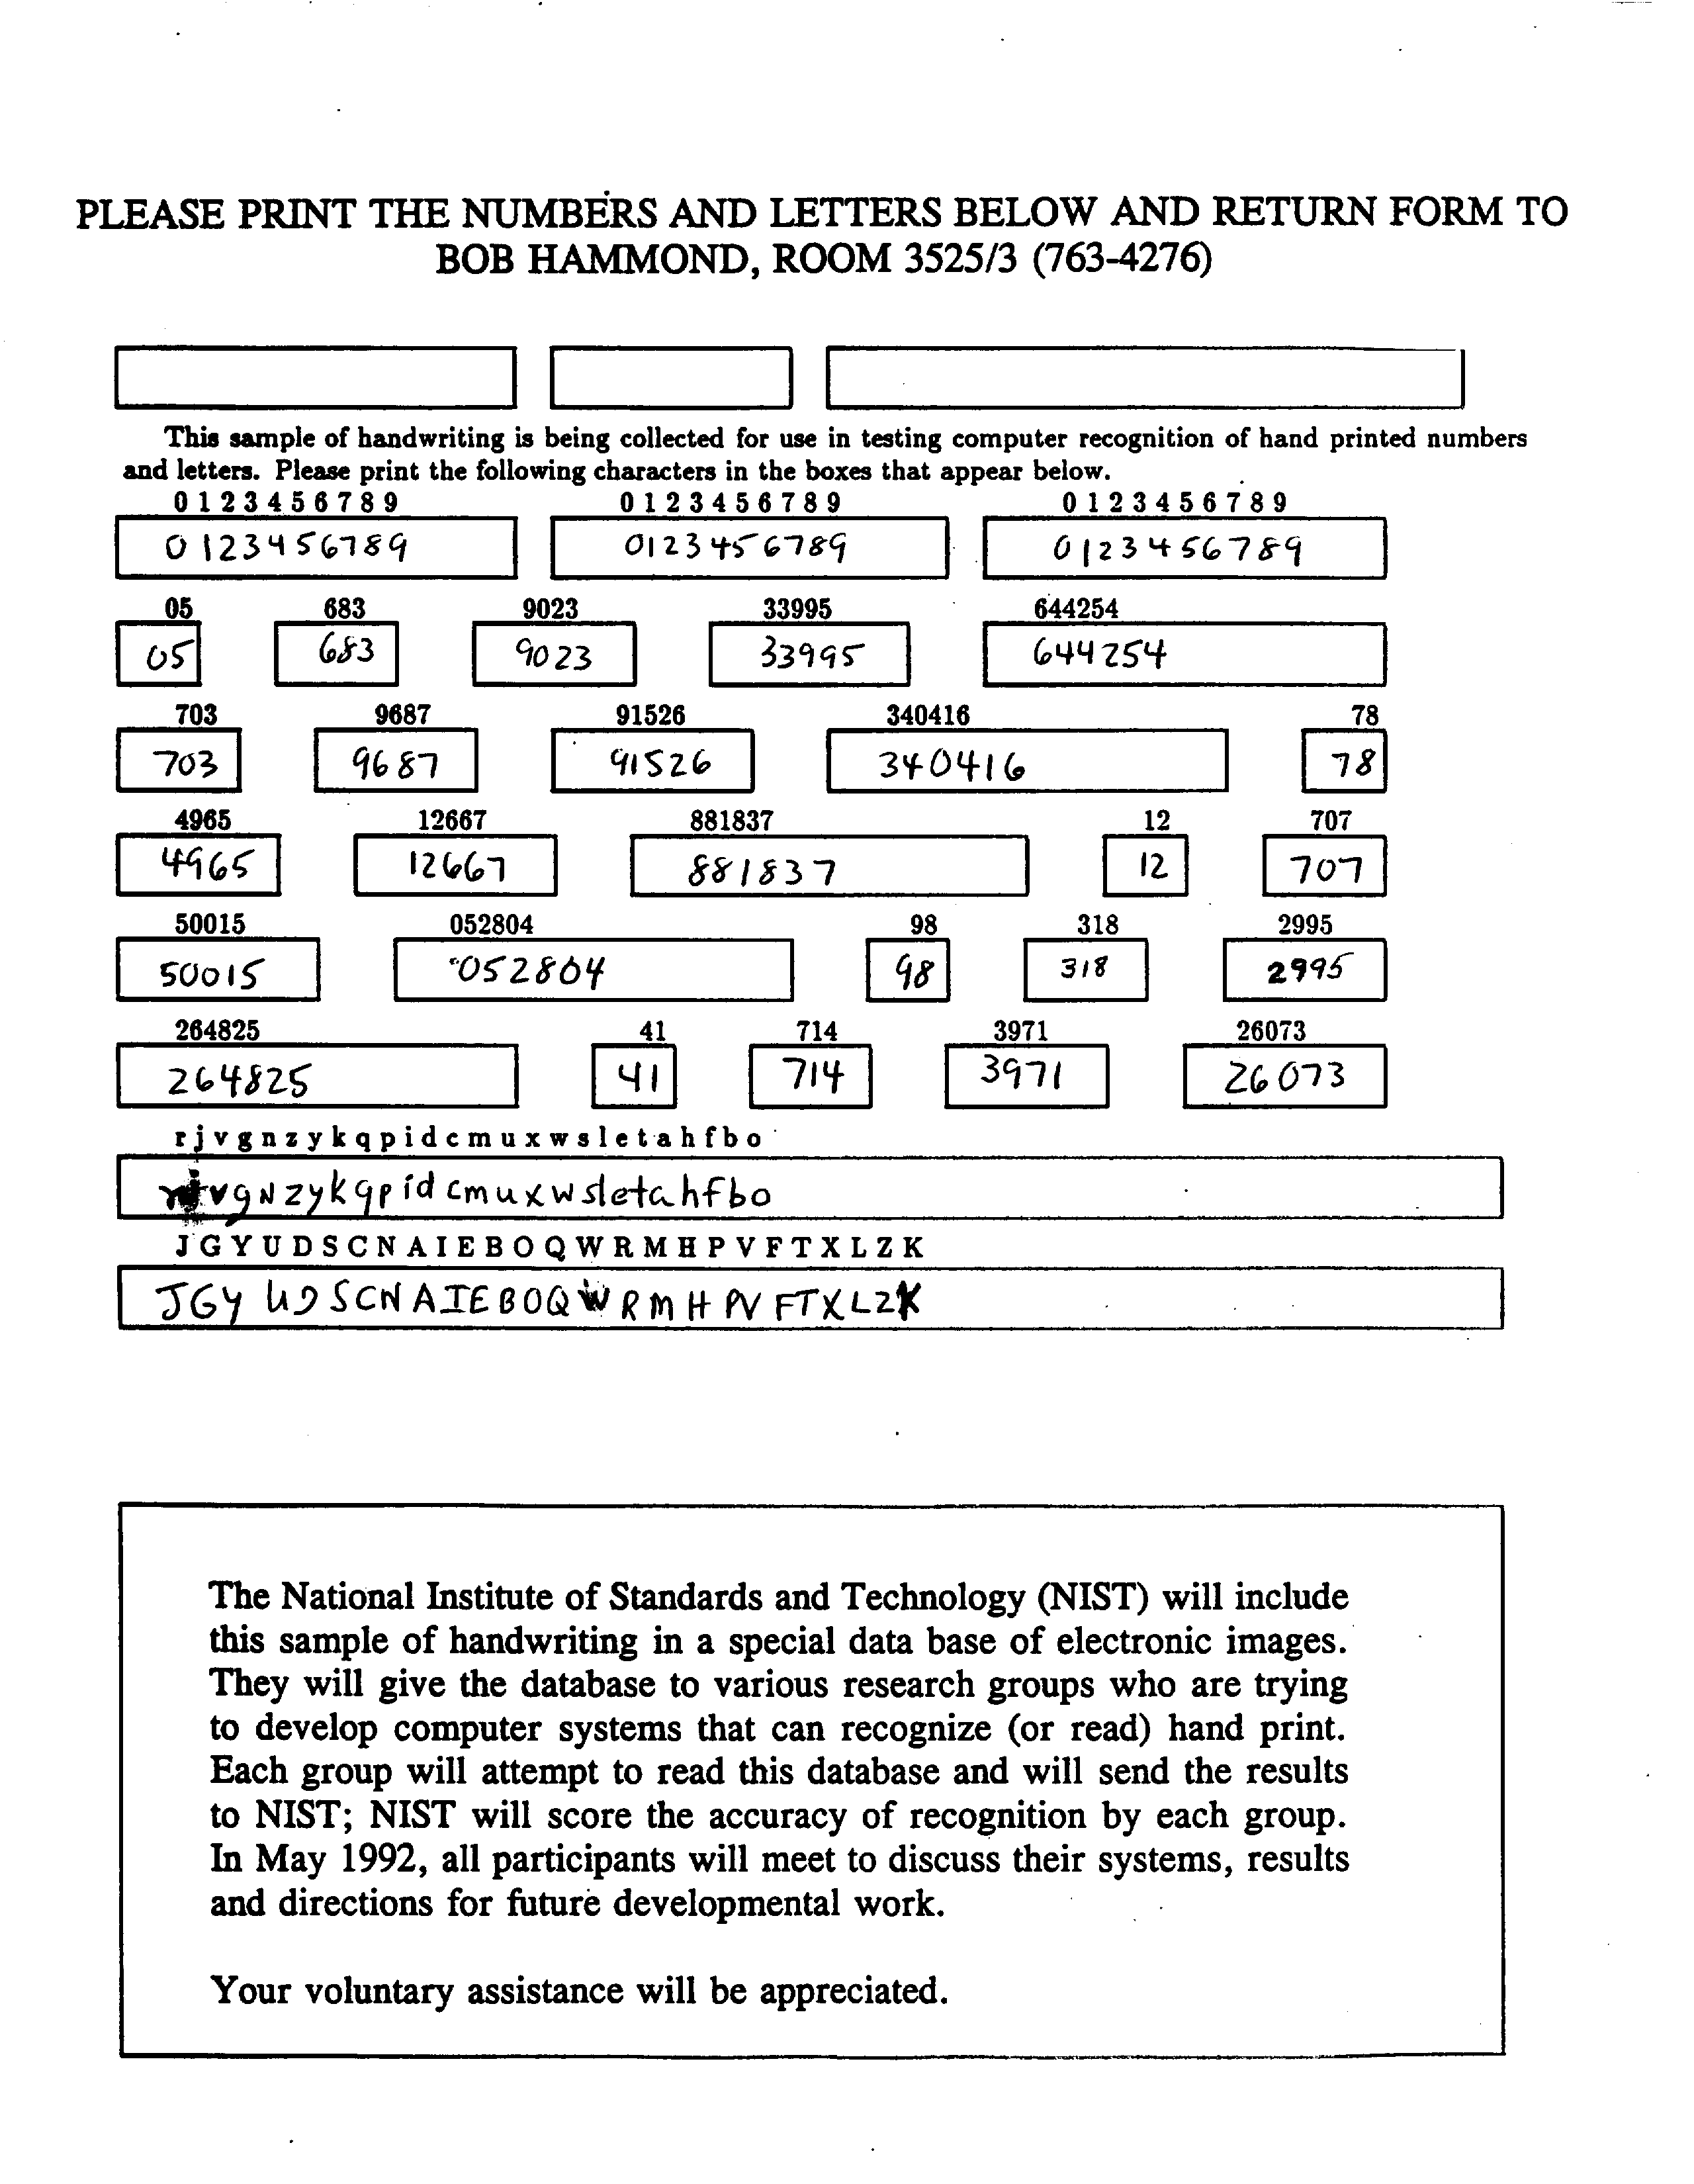 PLEASE PRINT THE NUMBERS AND LETTERS BELOW AND RETURN FORM TO
BOB HAMMOND, ROOM 3525/3 (763-4276)
This sample of handwriting is being collected for use in testing computer recognition of hand printed numbers
and letters. Please print the following characters in the boxes that appear below.
0 1 2 3 4 5 6 7 8 9 0 1 2 3 4 5 6 7 8 9 0 1 2 3 4 5 6 7 8 9
0123456789 0123456789 0123456789
05 683 9023 33995 644254
05 683 9023 33995 644254
703 9687 91526 340416 78
703 9687 91526 340416 78
4965 12667 881837 12 707
4965 12667 881837 12 707
50015 052804 98 318 2995
50015 052804 98 318 2995
264825 41 714 3971 26073
264825 41 714 3971 26073
r j v g n z y k q p i d c m u x w s l e t a h f b o
rjvgNzykqpidcmuxwsletahfbo
J G Y U D S C N A I E B O Q W R M H P V F T X L Z K
JGYUDSCNAIEBOQWRMHPVFTXLZK
The National Institute of Standards and Technology (NIST) will include
this sample of handwriting in a special data base of electronic images.
They will give the database to various research groups who are trying
to develop computer systems that can recognize (or read) hand print.
Each group will attempt to read this database and will send the results
to NIST; NIST will score the accuracy of recognition by each group.
In May 1992, all participants will meet to discuss their systems, results
and directions for future developmental work.
Your voluntary assistance will be appreciated.